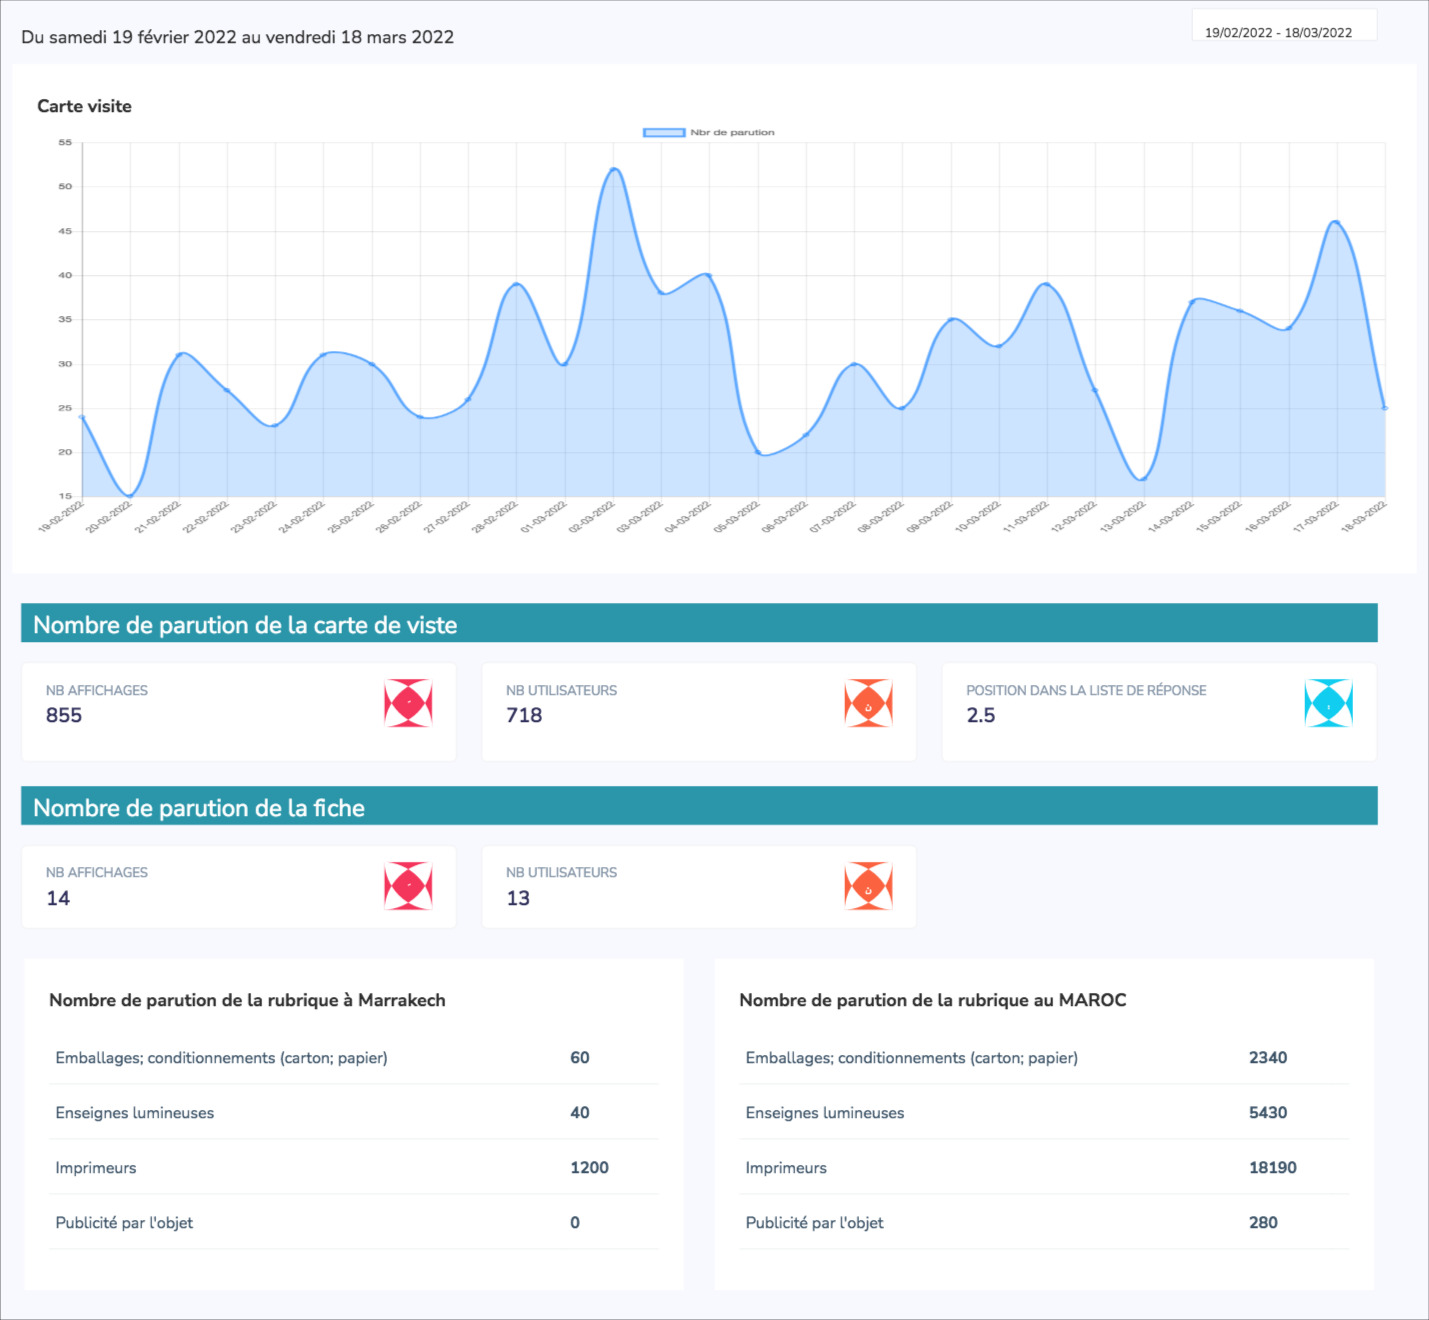 Du samedi 19 février 2022 au vendredi 18 mars 2022
19/02/2022 - 18/03/2022
Carte visite
Nbr de parution
55
50
45
40
35
30
25
20
15
19-02-2022
20-02-2022
21-02-2022
22-02-2022
23-02-2022
24-02-2022
25-02-2022
26-02-2022
27-02-2022
28-02-2022
01-03-2022
02-03-2022
03-03-2022
04-03-2022
05-03-2022
06-03-2022
07-03-2022
08-03-2022
09-03-2022
10-03-2022
11-03-2022
12-03-2022
13-03-2022
14-03-2022
15-03-2022
16-03-2022
17-03-2022
18-03-2022
Nombre de parution de la carte de viste
NB AFFICHAGES
855
NB UTILISATEURS
718
POSITION DANS LA LISTE DE RÉPONSE
2.5
Nombre de parution de la fiche
NB AFFICHAGES
14
NB UTILISATEURS
13
Nombre de parution de la rubrique à Marrakech
Emballages; conditionnements (carton; papier) 60
Enseignes lumineuses 40
Imprimeurs 1200
Publicité par l'objet 0
Nombre de parution de la rubrique au MAROC
Emballages; conditionnements (carton; papier) 2340
Enseignes lumineuses 5430
Imprimeurs 18190
Publicité par l'objet 280